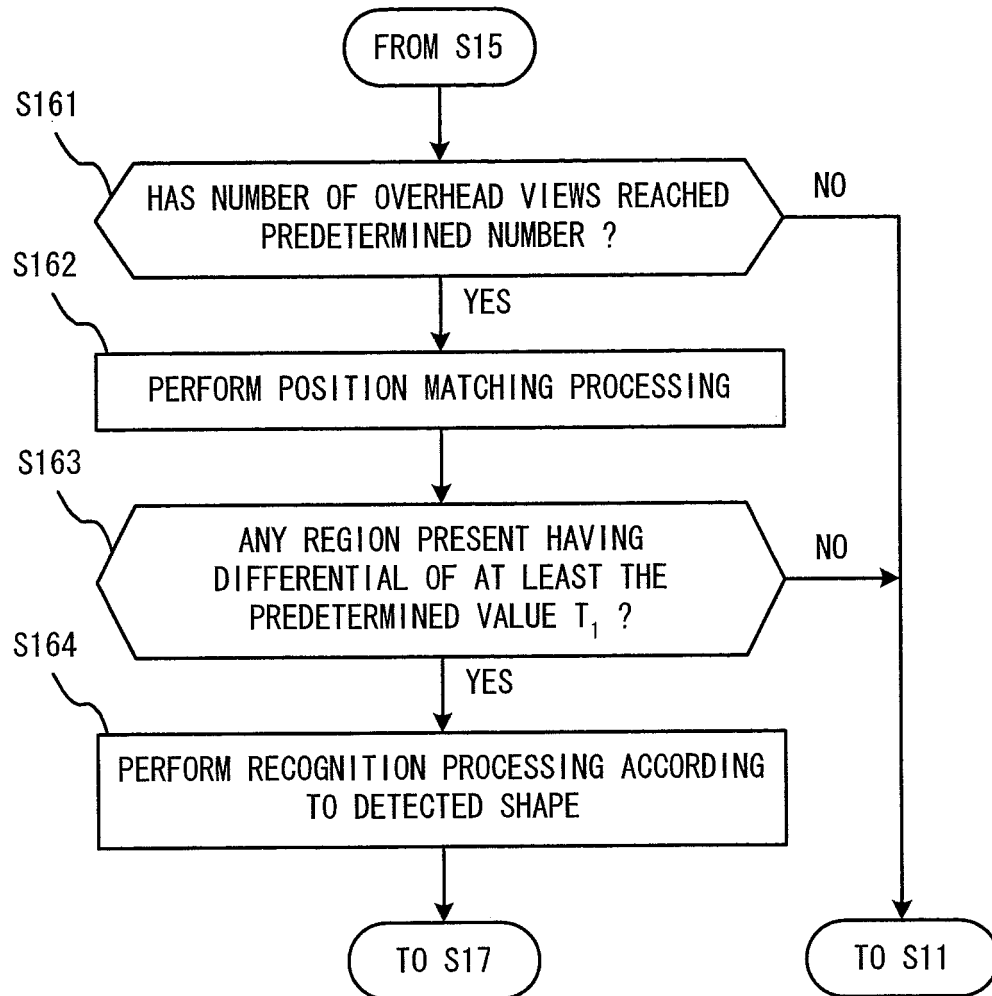 FROM S15
S161
HAS NUMBER OF OVERHEAD VIEWS REACHED
PREDETERMINED NUMBER ?
NO
S162
YES
PERFORM POSITION MATCHING PROCESSING
S163
ANY REGION PRESENT HAVING
DIFFERENTIAL OF AT LEAST THE
PREDETERMINED VALUE T₁ ?
NO
S164
YES
PERFORM RECOGNITION PROCESSING ACCORDING
TO DETECTED SHAPE
TO S17
TO S11